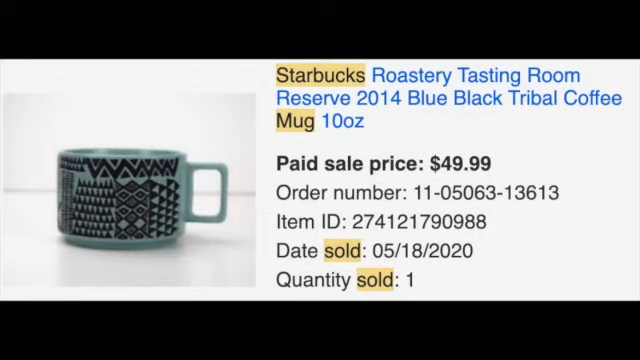 Starbucks Roastery Tasting Room
Reserve 2014 Blue Black Tribal Coffee
Mug 10oz
Paid sale price: $49.99
Order number: 11-05063-13613
Item ID: 274121790988
Date sold: 05/18/2020
Quantity sold: 1